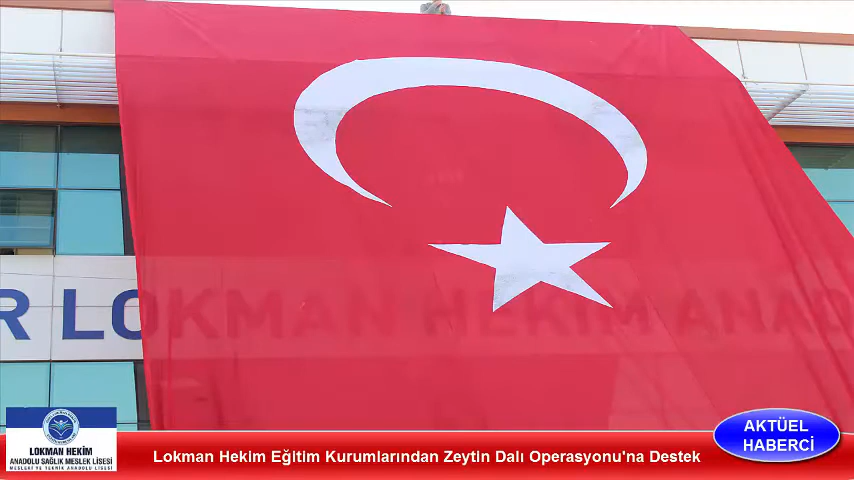 R LOKMAN HEKİM ANAD
LOKMAN HEKİM
ANADOLU SAĞLIK MESLEK LİSESİ
MESLEKİ VE TEKNİK ANADOLU LİSESİ
Lokman Hekim Eğitim Kurumlarından Zeytin Dalı Operasyonu'na Destek
AKTÜEL
HABERCİ